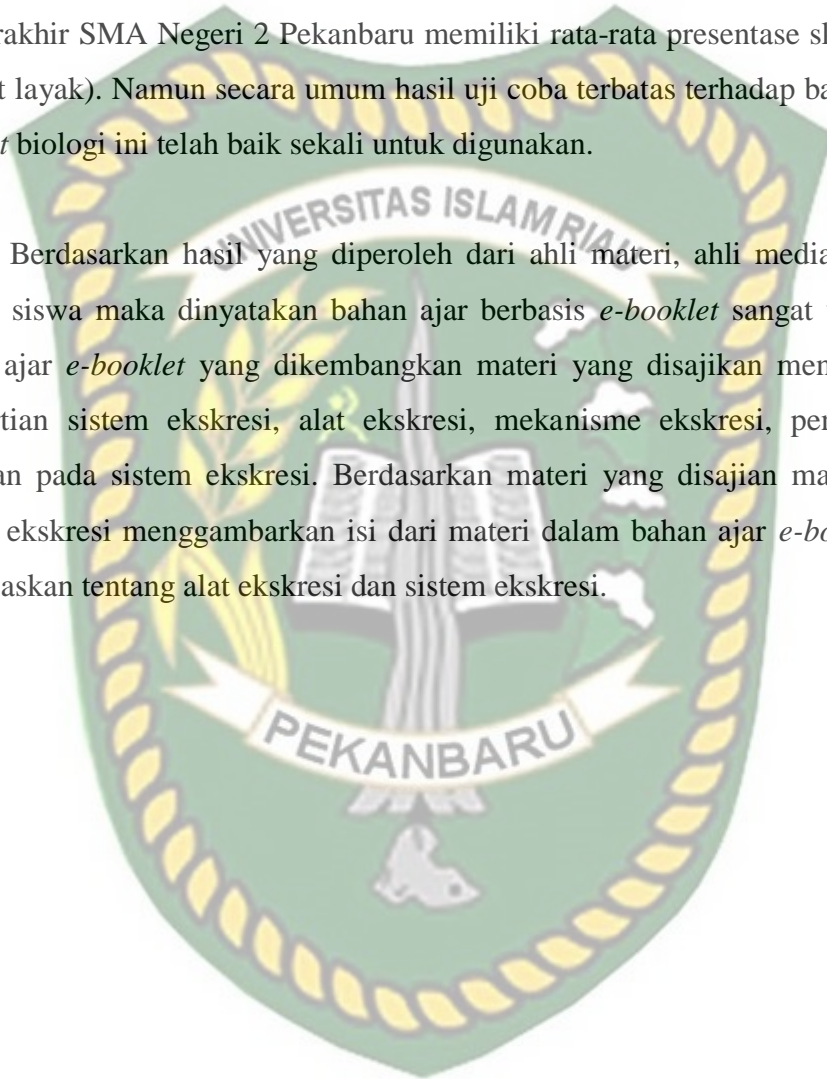 rakhir SMA Negeri 2 Pekanbaru memiliki rata-rata presentase sl
t layak). Namun secara umum hasil uji coba terbatas terhadap ba
t biologi ini telah baik sekali untuk digunakan.
UNIVERSITAS ISLAM RIAU
Berdasarkan hasil yang diperoleh dari ahli materi, ahli media
siswa maka dinyatakan bahan ajar berbasis e-booklet sangat
ajar e-booklet yang dikembangkan materi yang disajikan men
tian sistem ekskresi, alat ekskresi, mekanisme ekskresi, per
an pada sistem ekskresi. Berdasarkan materi yang disajian ma
ekskresi menggambarkan isi dari materi dalam bahan ajar e-bo
askan tentang alat ekskresi dan sistem ekskresi.
PEKANBARU